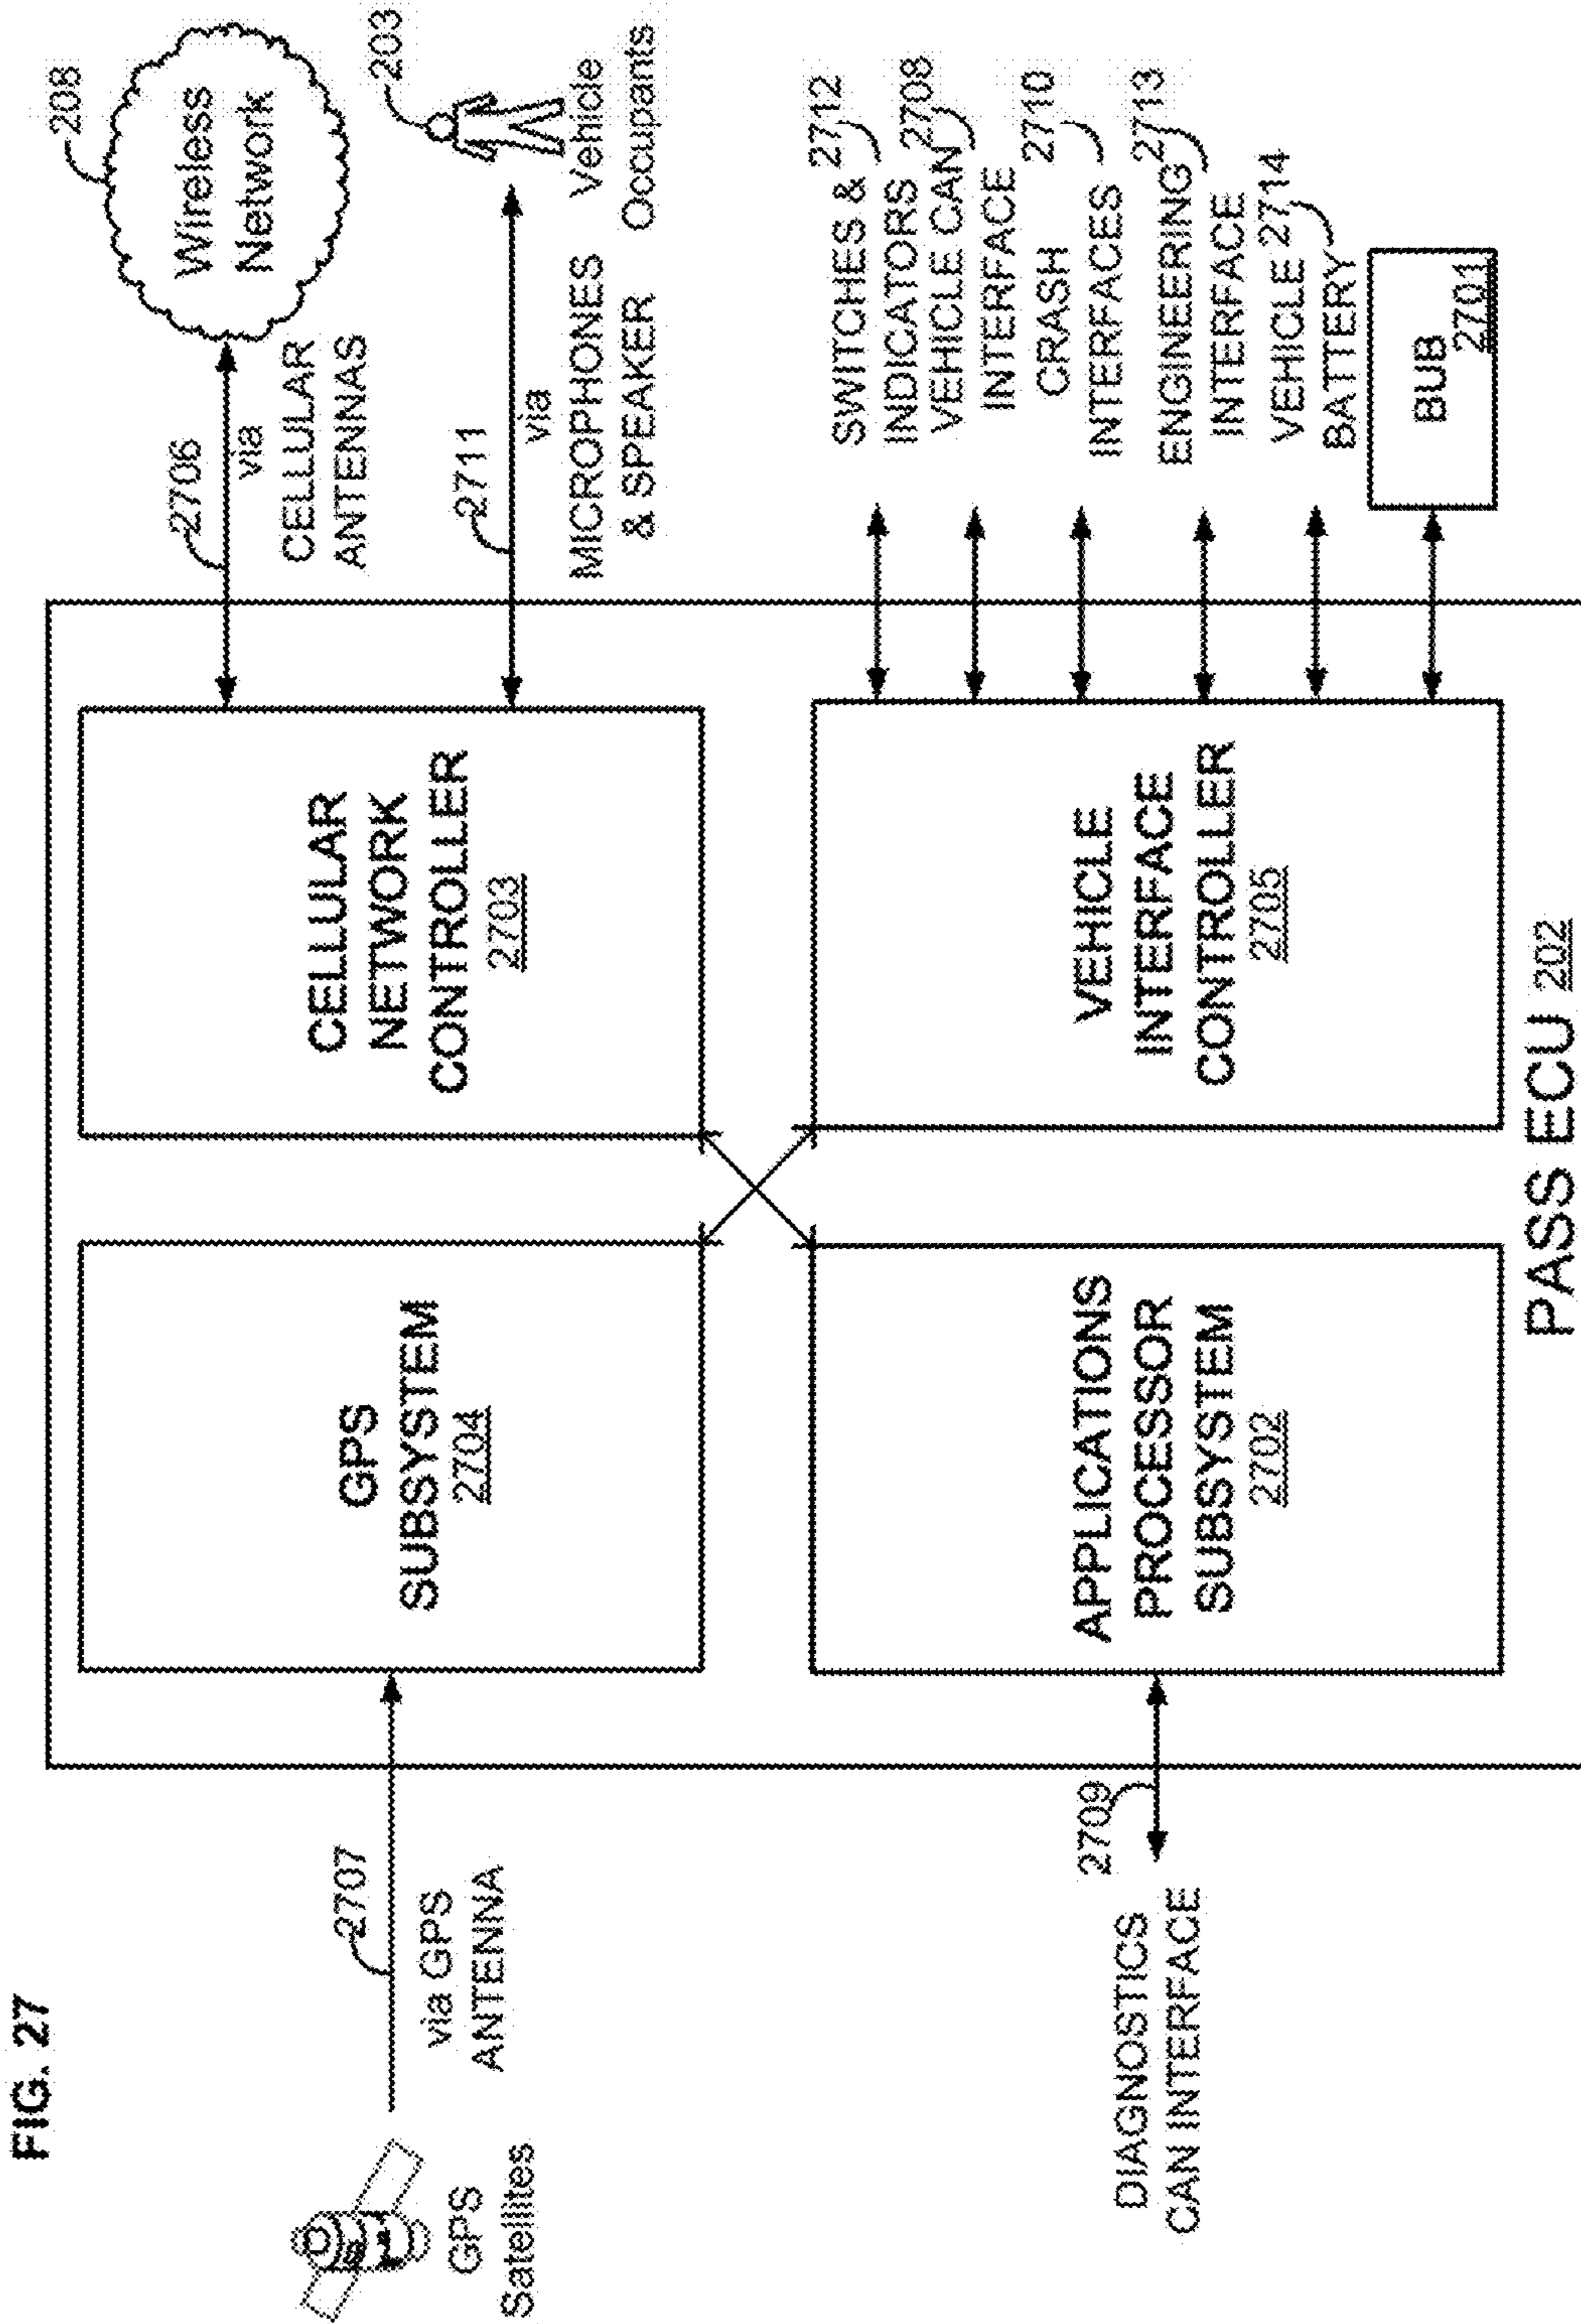 FIG. 27
GPS
Satellites
2707
via GPS
ANTENNA
GPS
SUBSYSTEM
2704
CELLULAR
NETWORK
CONTROLLER
2703
2706
via
CELLULAR
ANTENNAS
208
Wireless
Network
2711
via
MICROPHONES
& SPEAKER
203
Vehicle
Occupants
DIAGNOSTICS
CAN INTERFACE
2709
APPLICATIONS
PROCESSOR
SUBSYSTEM
2702
VEHICLE
INTERFACE
CONTROLLER
2705
SWITCHES & 2712
INDICATORS
VEHICLE CAN 2708
INTERFACE
CRASH 2710
INTERFACES
ENGINEERING 2713
INTERFACE
VEHICLE 2714
BATTERY
BUB
2701
PASS ECU 202